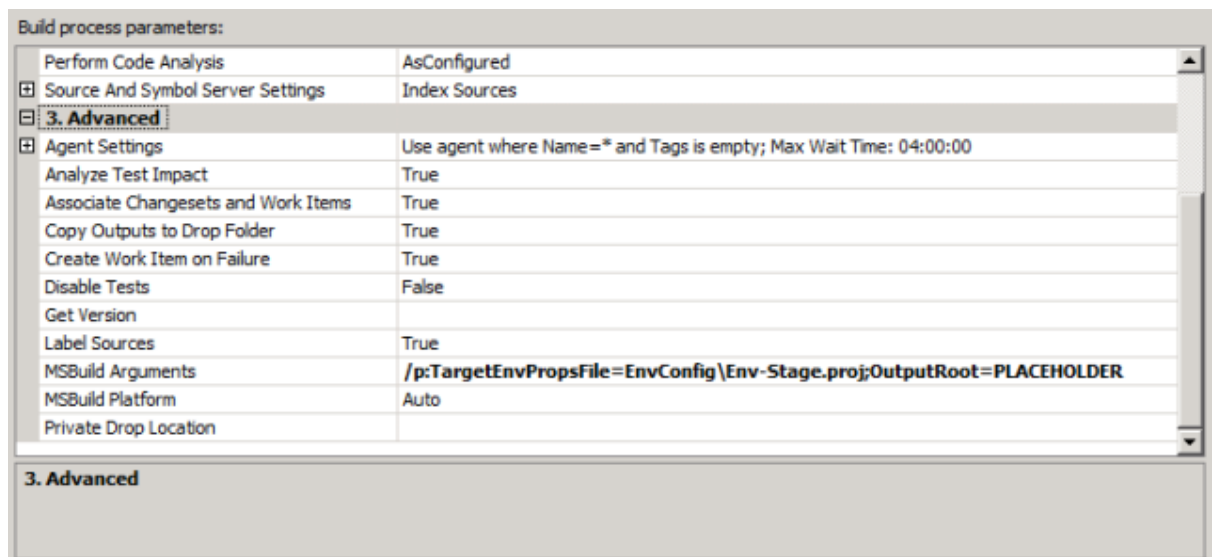 Build process parameters:
Perform Code Analysis AsConfigured
Source And Symbol Server Settings Index Sources
3. Advanced
Agent Settings Use agent where Name=* and Tags is empty; Max Wait Time: 04:00:00
Analyze Test Impact True
Associate Changesets and Work Items True
Copy Outputs to Drop Folder True
Create Work Item on Failure True
Disable Tests False
Get Version
Label Sources True
MSBuild Arguments /p:TargetEnvPropsFile=EnvConfig\Env-Stage.proj;OutputRoot=PLACEHOLDER
MSBuild Platform Auto
Private Drop Location
3. Advanced